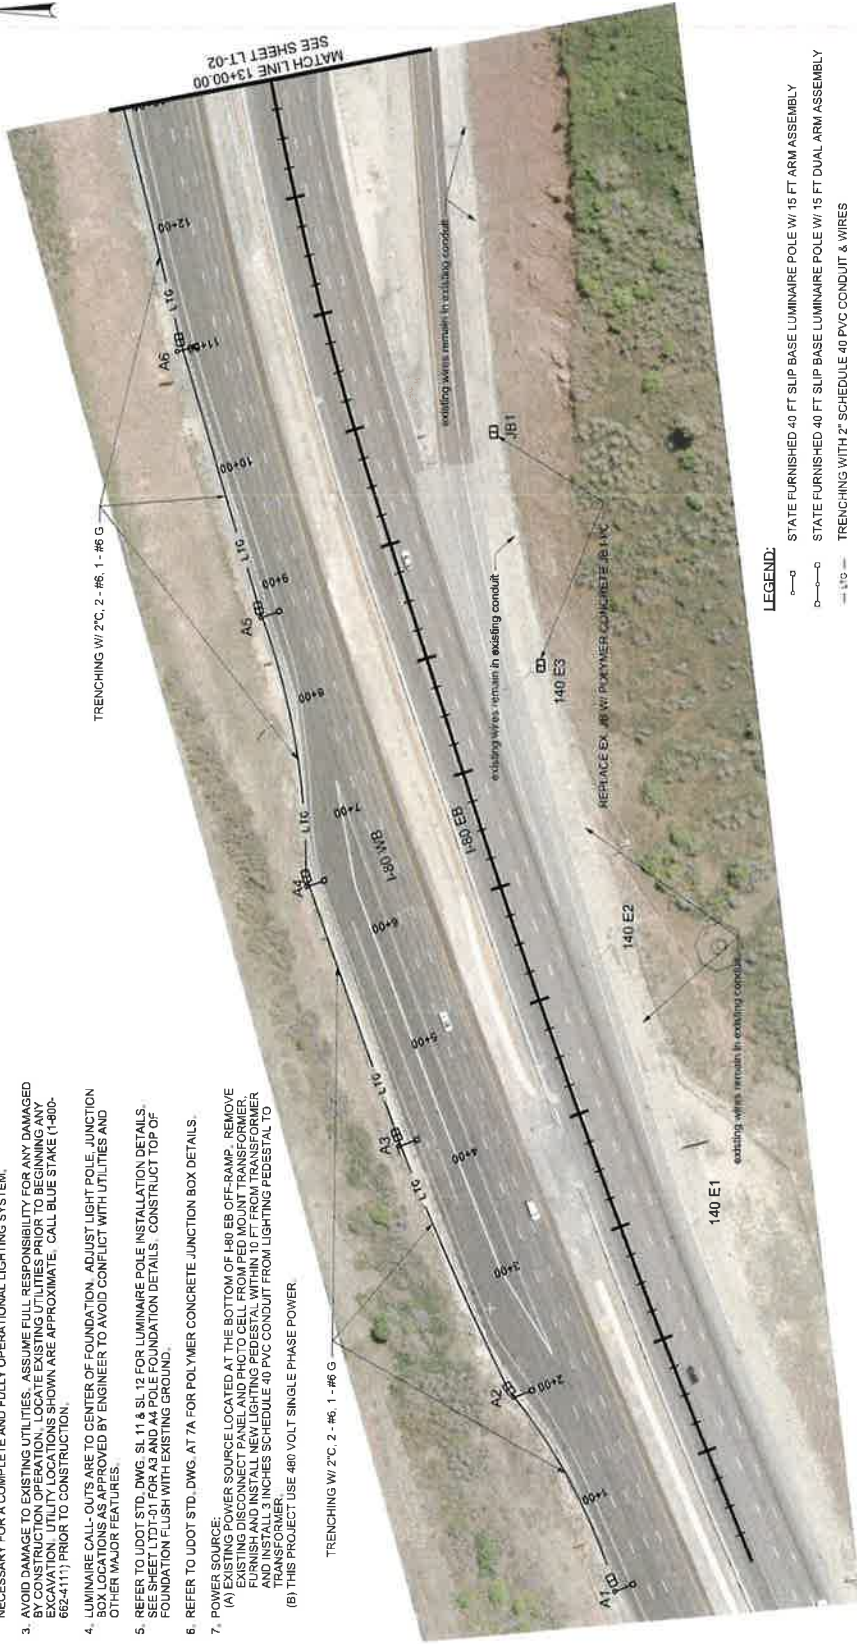 NECESSARY FOR A COMPLETE AND FULLY OPERATIONAL LIGHTING SYSTEM.
3. AVOID DAMAGE TO EXISTING UTILITIES. ASSUME FULL RESPONSIBILITY FOR ANY DAMAGED
BY CONSTRUCTION OPERATION. LOCATE EXISTING UTILITIES PRIOR TO BEGINNING ANY
EXCAVATION. UTILITY LOCATIONS SHOWN ARE APPROXIMATE. CALL BLUE STAKE (1-800-
662-4111) PRIOR TO CONSTRUCTION.
4. LUMINAIRE CALL- OUTS ARE TO CENTER OF FOUNDATION. ADJUST LIGHT POLE, JUNCTION
BOX LOCATIONS AS APPROVED BY ENGINEER TO AVOID CONFLICT WITH UTILITIES AND
OTHER MAJOR FEATURES.
5. REFER TO UDOT STD. DWG. SL 11 & SL 12 FOR LUMINAIRE POLE INSTALLATION DETAILS.
SEE SHEET LTDT-01 FOR A3 AND A4 POLE FOUNDATION DETAILS. CONSTRUCT TOP OF
FOUNDATION FLUSH WITH EXISTING GROUND.
6. REFER TO UDOT STD. DWG. AT 7A FOR POLYMER CONCRETE JUNCTION BOX DETAILS.
7. POWER SOURCE:
(A) EXISTING POWER SOURCE LOCATED AT THE BOTTOM OF I-80 EB OFF-RAMP. REMOVE
EXISTING DISCONNECT PANEL AND PHOTO CELL FROM PED MOUNT TRANSFORMER.
FURNISH AND INSTALL NEW LIGHTING PEDESTAL WITHIN 10 FT FROM TRANSFORMER
AND INSTALL 3 INCHES SCHEDULE 40 PVC CONDUIT FROM LIGHTING PEDESTAL TO
TRANSFORMER.
(B) THIS PROJECT USE 480 VOLT SINGLE PHASE POWER.
TRENCHING W/ 2"C, 2 - #6, 1 - #6 G
TRENCHING W/ 2"C, 2 - #6, 1 - #6 G
MATCH LINE 13+00.00
SEE SHEET LT-02
A1
A2
A3
A4
A5
A6
LTG
LTG
LTG
LTG
LTG
1+00
2+00
3+00
4+00
5+00
6+00
7+00
8+00
9+00
10+00
11+00
12+00
I-80 WB
I-80 EB
existing wires remain in existing conduit
existing wires remain in existing conduit
existing wires remain in existing conduit
140 E1
140 E2
140 E3
JB1
REPLACE EX. JB W/ POLYMER CONCRETE JB 1-PC
LEGEND:
STATE FURNISHED 40 FT SLIP BASE LUMINAIRE POLE W/ 15 FT ARM ASSEMBLY
STATE FURNISHED 40 FT SLIP BASE LUMINAIRE POLE W/ 15 FT DUAL ARM ASSEMBLY
LTG TRENCHING WITH 2" SCHEDULE 40 PVC CONDUIT & WIRES